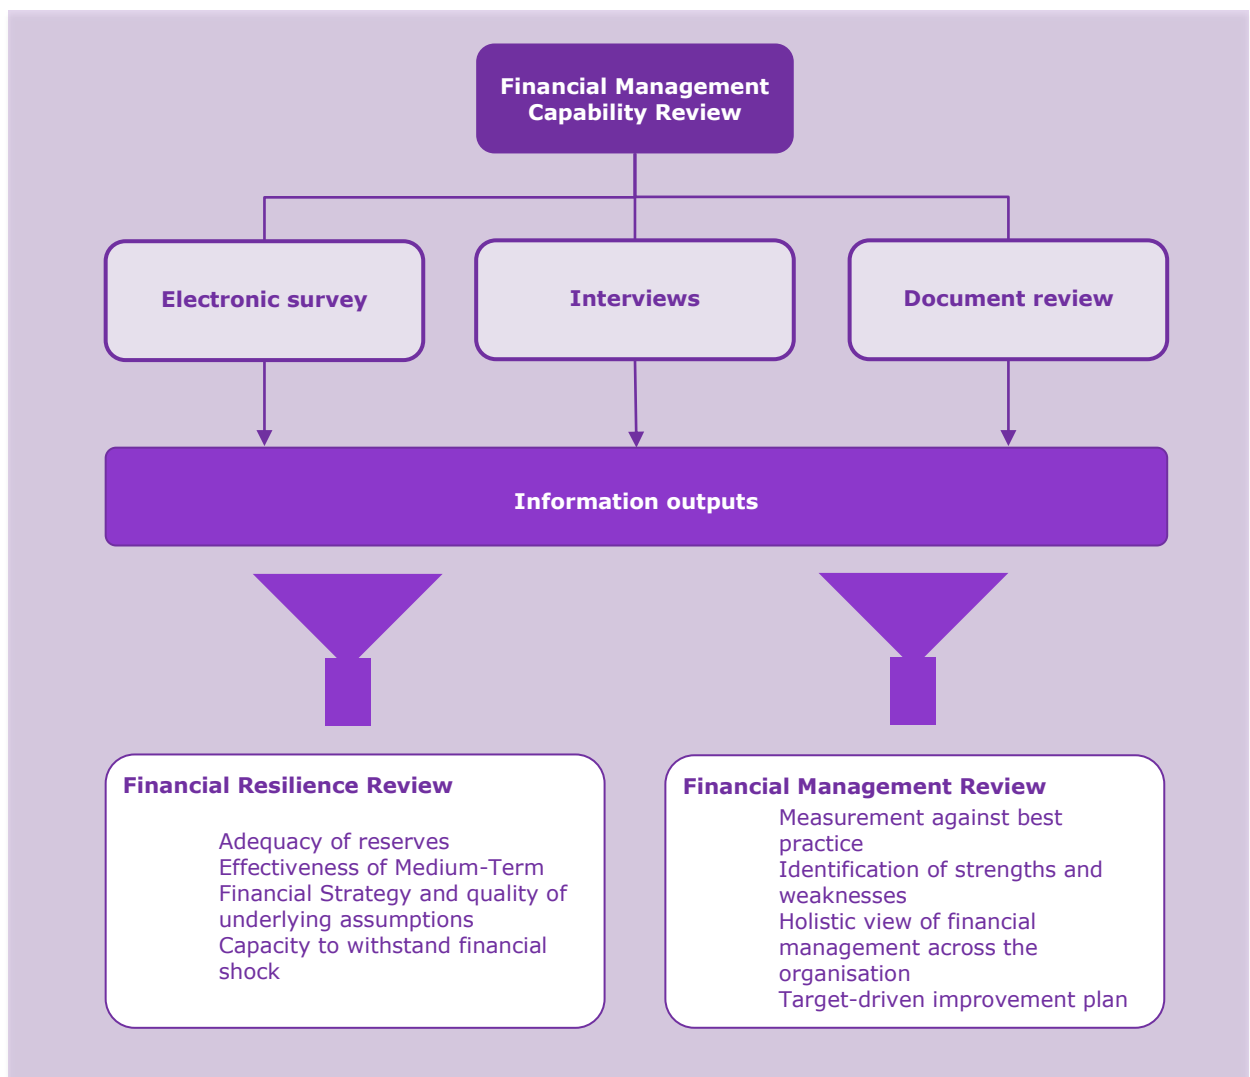 Financial Management
Capability Review
Electronic survey
Interviews
Document review
Information outputs
Financial Resilience Review
Adequacy of reserves
Effectiveness of Medium-Term
Financial Strategy and quality of
underlying assumptions
Capacity to withstand financial
shock
Financial Management Review
Measurement against best
practice
Identification of strengths and
weaknesses
Holistic view of financial
management across the
organisation
Target-driven improvement plan